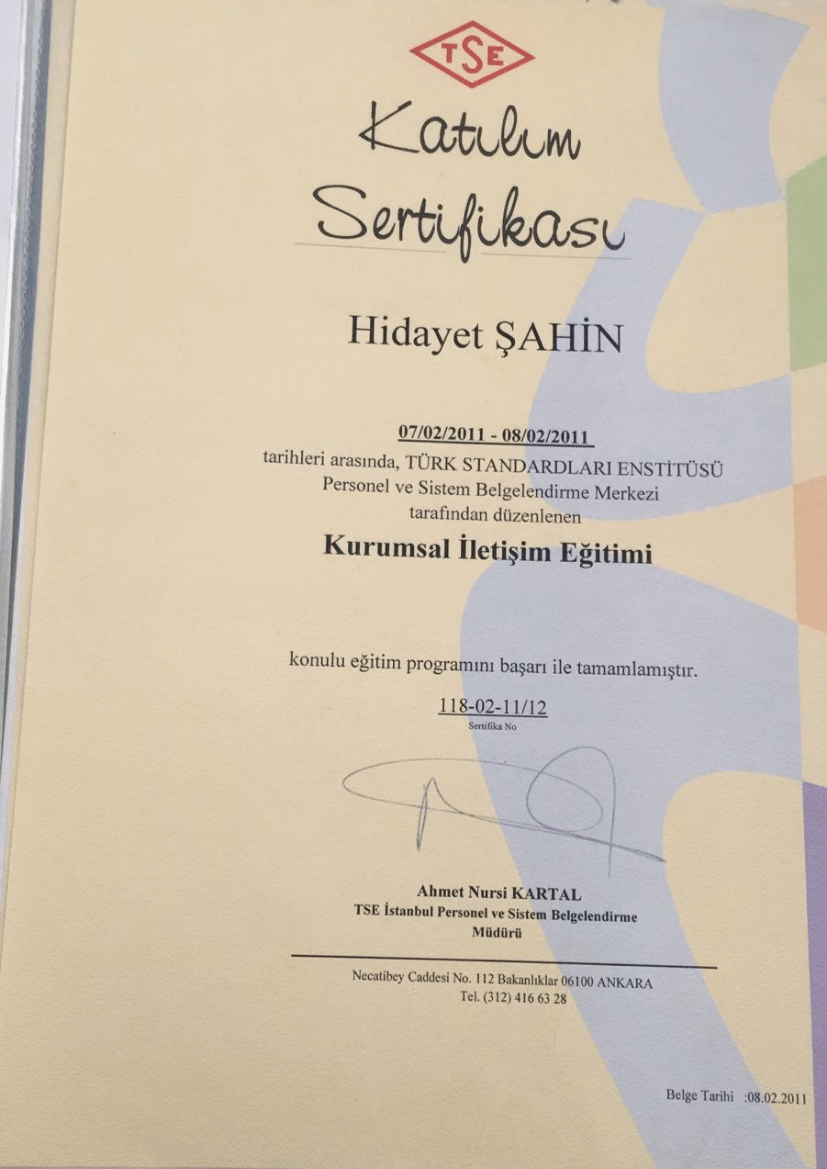 TSE
Katılım
Sertifikası
Hidayet ŞAHİN
07/02/2011 - 08/02/2011
tarihleri arasında, TÜRK STANDARDLARI ENSTİTÜSÜ
Personel ve Sistem Belgelendirme Merkezi
tarafından düzenlenen
Kurumsal İletişim Eğitimi
konulu eğitim programını başarı ile tamamlamıştır.
118-02-11/12
Sertifika No
Ahmet Nursi KARTAL
TSE İstanbul Personel ve Sistem Belgelendirme
Müdürü
Necatibey Caddesi No. 112 Bakanlıklar 06100 ANKARA
Tel. (312) 416 63 28
Belge Tarihi :08.02.2011